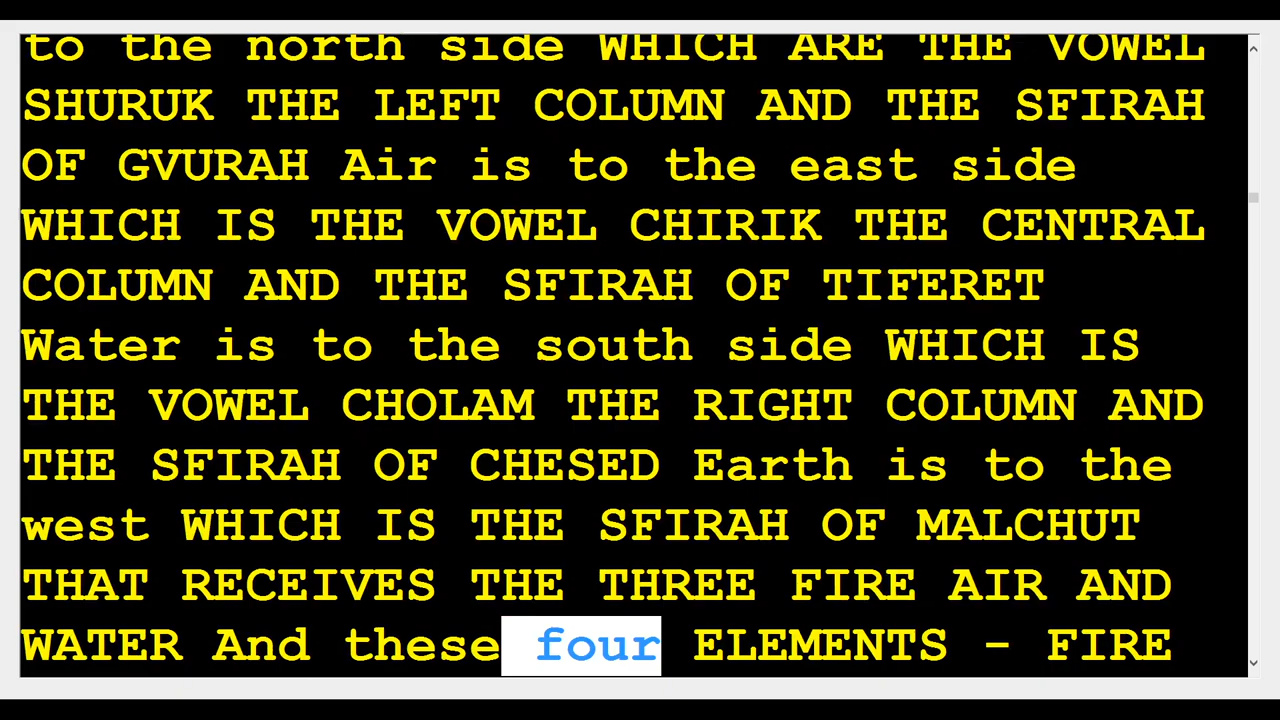 to the north side WHICH ARE THE VOWEL
SHURUK THE LEFT COLUMN AND THE SFIRAH
OF GVURAH Air is to the east side
WHICH IS THE VOWEL CHIRIK THE CENTRAL
COLUMN AND THE SFIRAH OF TIFERET
Water is to the south side WHICH IS
THE VOWEL CHOLAM THE RIGHT COLUMN AND
THE SFIRAH OF CHESED Earth is to the
west WHICH IS THE SFIRAH OF MALCHUT
THAT RECEIVES THE THREE FIRE AIR AND
WATER And these four ELEMENTS - FIRE